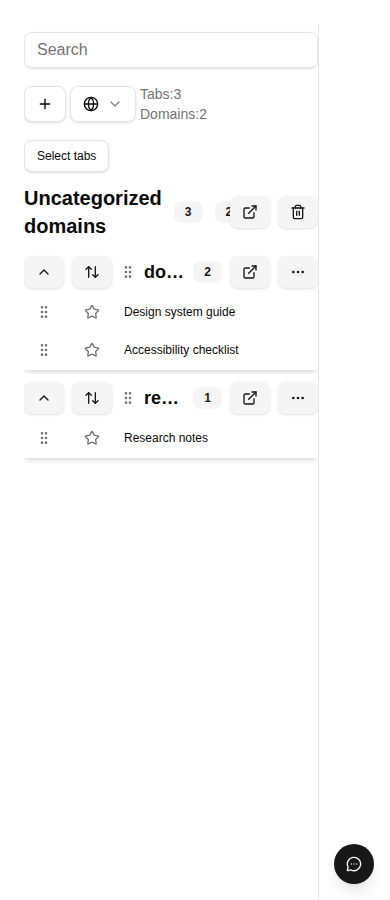 Search
Tabs:3
Domains:2
Select tabs
Uncategorized
domains
3
2
do... 2
Design system guide
Accessibility checklist
re... 1
Research notes